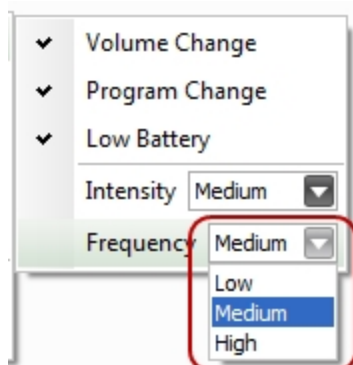 Volume Change
Program Change
Low Battery
Intensity Medium
Frequency Medium
Low
Medium
High